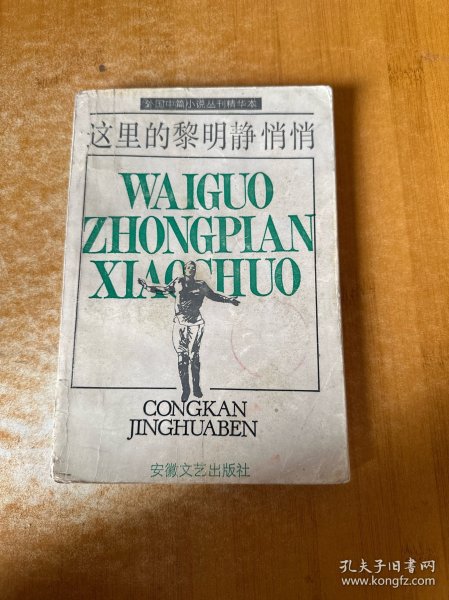 外国中篇小说丛刊精华本
这里的黎明静悄悄
WAIGUO
ZHONGPIAN
XIAOSHUO
CONGKAN
JINGHUABEN
安徽文艺出版社
孔夫子旧书网
www.kongfz.com